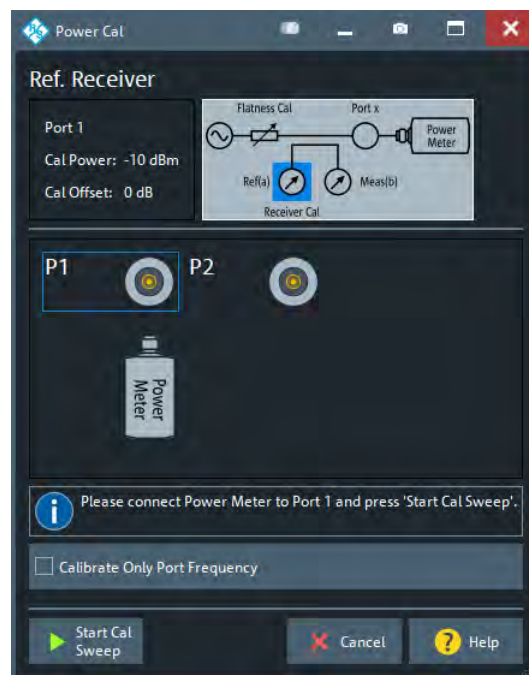 Power Cal
Ref. Receiver
Port 1
Cal Power: -10 dBm
Cal Offset: 0 dB
Flatness Cal
Port x
Power
Meter
Ref(a)
Meas(b)
Receiver Cal
P1
P2
Power
Meter
Please connect Power Meter to Port 1 and press 'Start Cal Sweep'.
Calibrate Only Port Frequency
Start Cal
Sweep
Cancel
Help